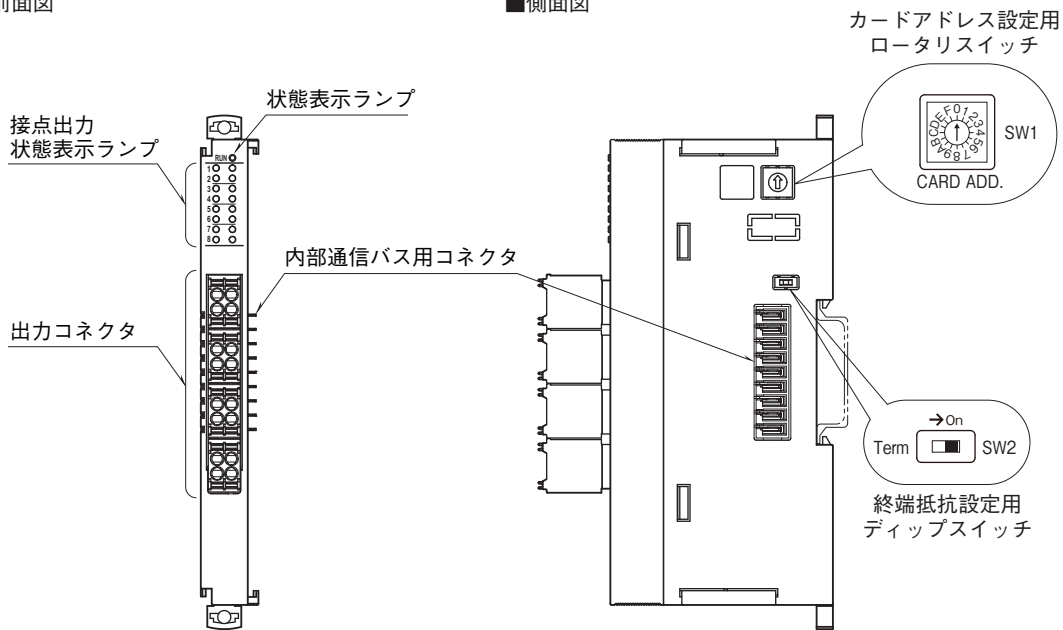 面図
■側面図
カードアドレス設定用
ロータリスイッチ
状態表示ランプ
接点出力
状態表示ランプ
RUN
1
2
3
4
5
6
7
8
0123456789ABCDEF
SW1
CARD ADD.
内部通信バス用コネクタ
出力コネクタ
→On
Term
SW2
終端抵抗設定用
ディップスイッチ